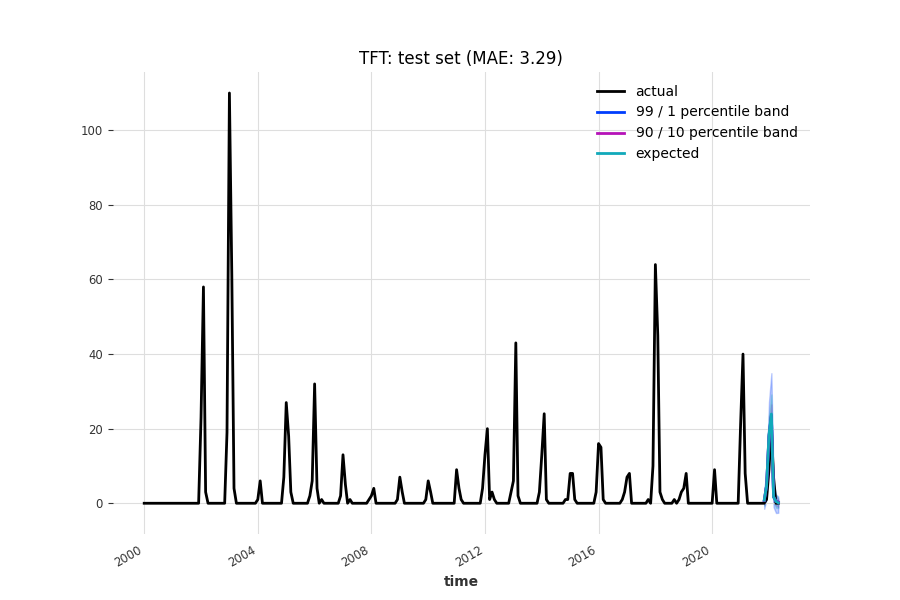 TFT: test set (MAE: 3.29)
actual
99 / 1 percentile band
90 / 10 percentile band
expected
100
80
60
40
20
0
2000
2004
2008
2012
2016
2020
time